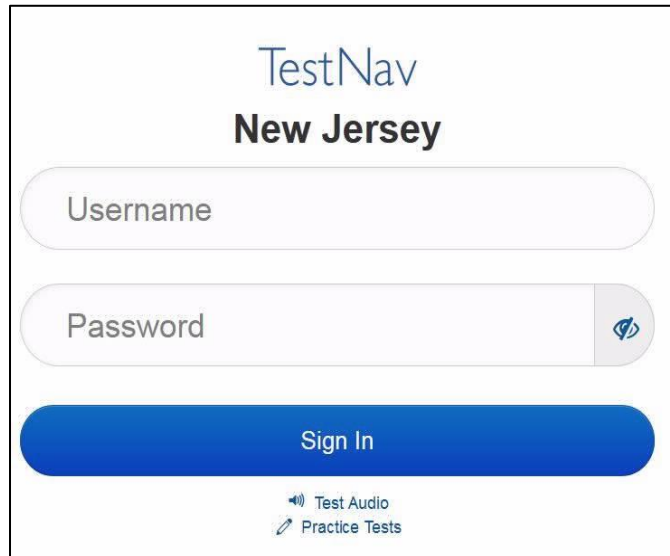 TestNav
New Jersey
Username
Password
Sign In
Test Audio
Practice Tests